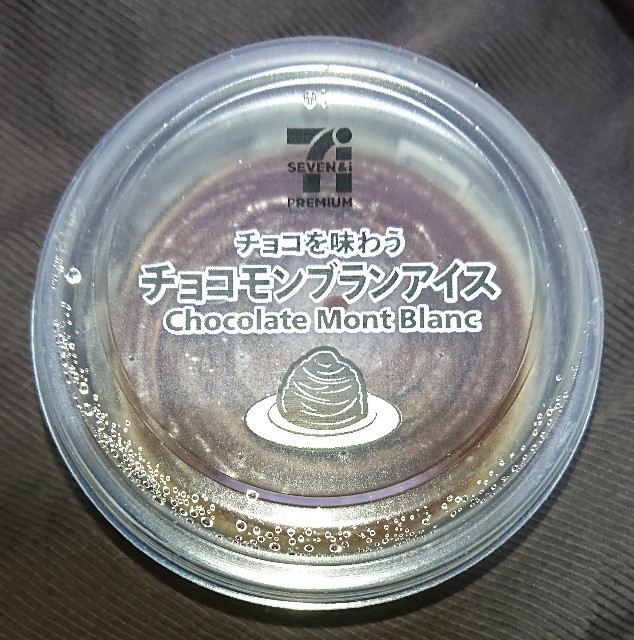 7i
SEVEN&i
PREMIUM
チョコを味わう
チョコモンブランアイス
Chocolate Mont Blanc